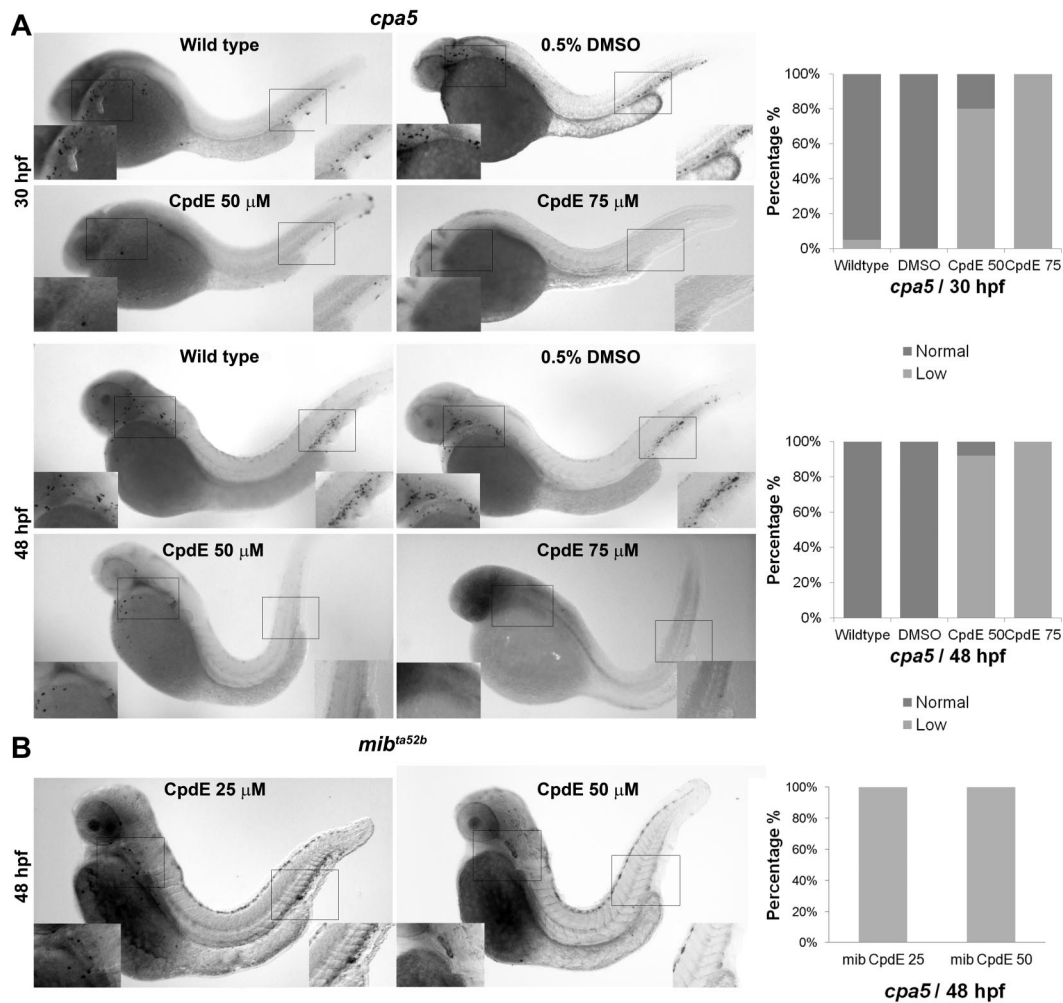 A
cpa5
Wild type
0.5% DMSO
30 hpf
CpdE 50 μM
CpdE 75 μM
Percentage %
100%
80%
60%
40%
20%
0%
Wildtype DMSO CpdE 50 CpdE 75
cpa5 / 30 hpf
Normal
Low
Wild type
0.5% DMSO
48 hpf
CpdE 50 μM
CpdE 75 μM
Percentage %
100%
80%
60%
40%
20%
0%
Wildtype DMSO CpdE 50 CpdE 75
cpa5 / 48 hpf
Normal
Low
B
mib ta52b
CpdE 25 μM
CpdE 50 μM
48 hpf
Percentage %
100%
80%
60%
40%
20%
0%
mib CpdE 25 mib CpdE 50
cpa5 / 48 hpf